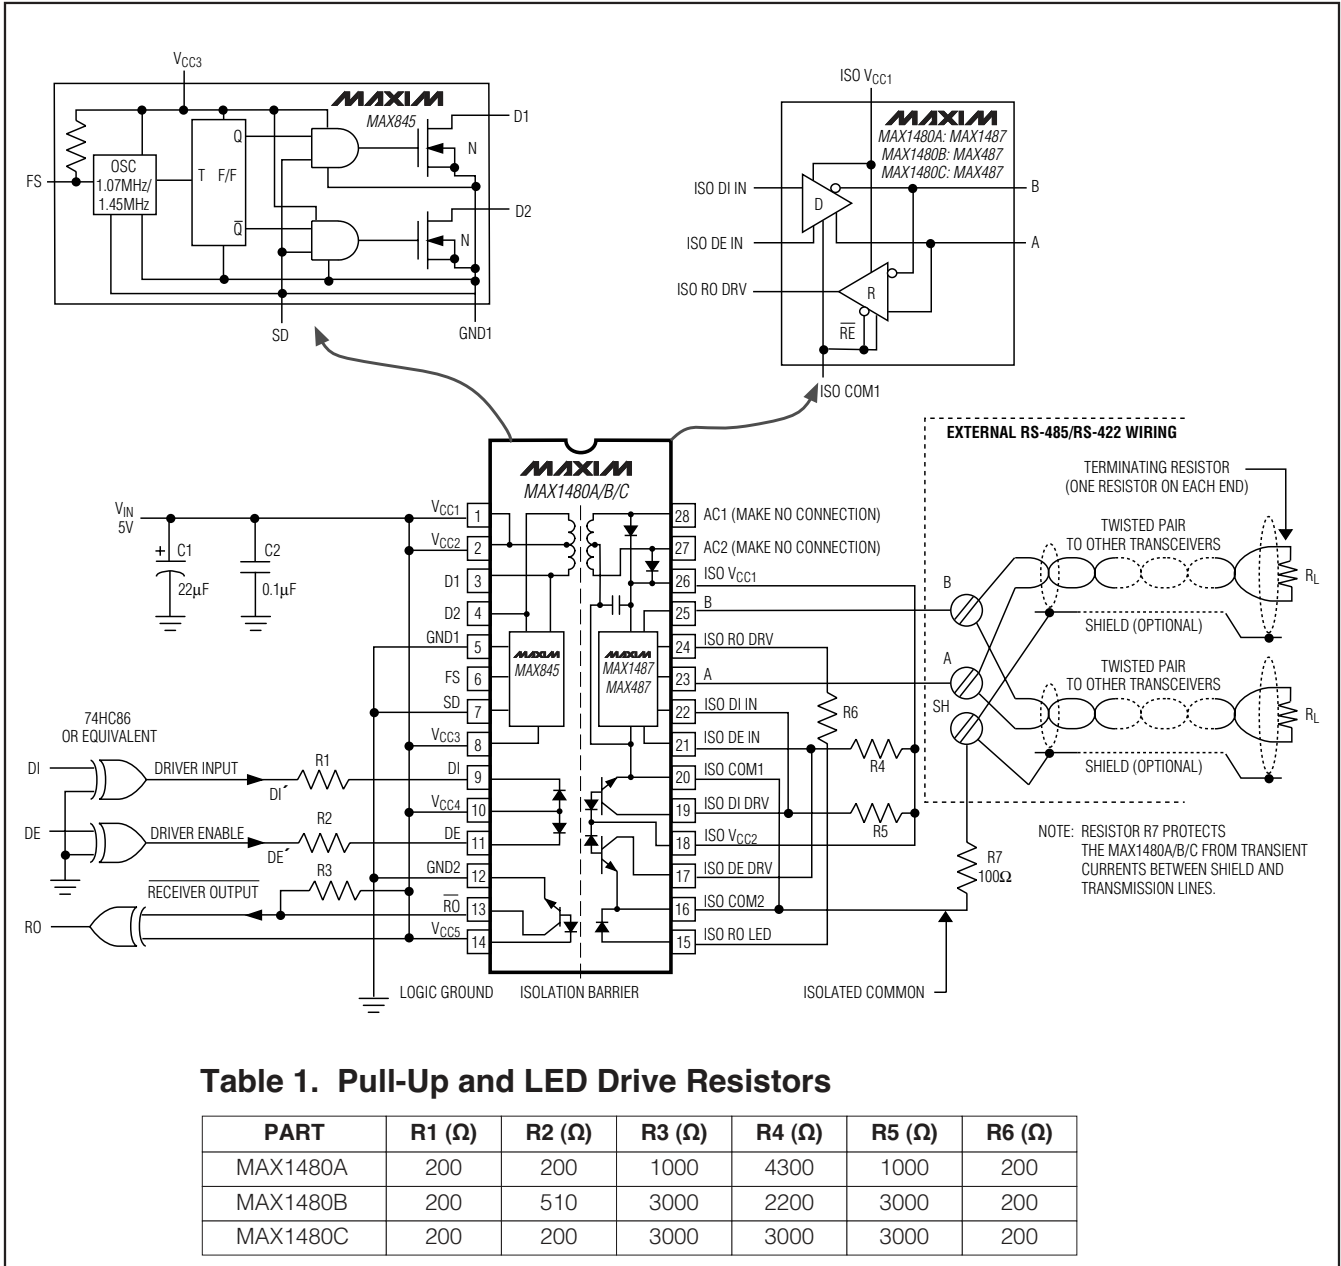 VCC3
MAXIM
MAX845
D1
N
Q
OSC
1.07MHz/
1.45MHz
T F/F
FS
Q̅
D2
N
SD
GND1
ISO VCC1
MAXIM
MAX1480A: MAX1487
MAX1480B: MAX487
MAX1480C: MAX487
ISO DI IN
D
B
ISO DE IN
A
ISO RO DRV
R
R̅E̅
ISO COM1
EXTERNAL RS-485/RS-422 WIRING
TERMINATING RESISTOR
(ONE RESISTOR ON EACH END)
MAXIM
MAX1480A/B/C
VIN
5V
C1
22µF
C2
0.1µF
+
VCC1 1
VCC2 2
D1 3
D2 4
GND1 5
FS 6
SD 7
VCC3 8
DI 9
VCC4 10
DE 11
GND2 12
R̅O̅ 13
VCC5 14
MAXIM
MAX845
MAXIM
MAX1487
MAX487
28 AC1 (MAKE NO CONNECTION)
27 AC2 (MAKE NO CONNECTION)
26 ISO VCC1
25 B
24 ISO RO DRV
23 A
22 ISO DI IN
21 ISO DE IN
20 ISO COM1
19 ISO DI DRV
18 ISO VCC2
17 ISO DE DRV
16 ISO COM2
15 ISO RO LED
R6
R4
R5
TWISTED PAIR
TO OTHER TRANSCEIVERS
B
RL
SHIELD (OPTIONAL)
A
TWISTED PAIR
TO OTHER TRANSCEIVERS
SH
RL
SHIELD (OPTIONAL)
74HC86
OR EQUIVALENT
DI
DRIVER INPUT
DI´
R1
DE
DRIVER ENABLE
DE´
R2
R3
R̅E̅C̅E̅I̅V̅E̅R̅ O̅U̅T̅P̅U̅T̅
RO
R7
100Ω
NOTE: RESISTOR R7 PROTECTS
THE MAX1480A/B/C FROM TRANSIENT
CURRENTS BETWEEN SHIELD AND
TRANSMISSION LINES.
LOGIC GROUND
ISOLATION BARRIER
ISOLATED COMMON
Table 1. Pull-Up and LED Drive Resistors
PART R1 (Ω) R2 (Ω) R3 (Ω) R4 (Ω) R5 (Ω) R6 (Ω)
MAX1480A 200 200 1000 4300 1000 200
MAX1480B 200 510 3000 2200 3000 200
MAX1480C 200 200 3000 3000 3000 200